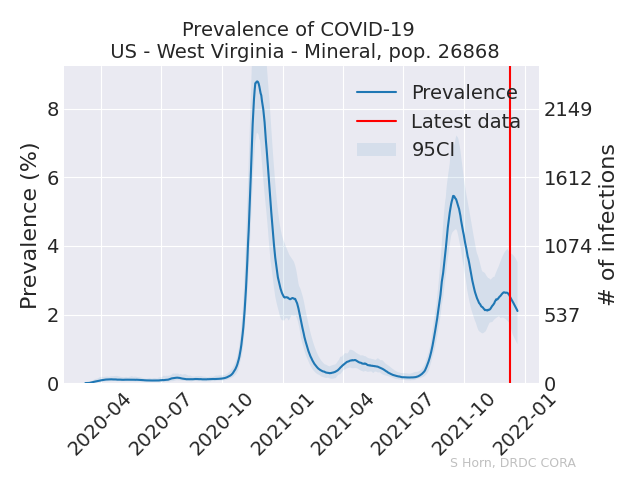 Prevalence of COVID-19
US - West Virginia - Mineral, pop. 26868
Prevalence
Latest data
95CI
Prevalence (%)
8
6
4
2
0
2149
1612
1074
537
0
# of infections
2020-04
2020-07
2020-10
2021-01
2021-04
2021-07
2021-10
2022-01
S Horn, DRDC CORA